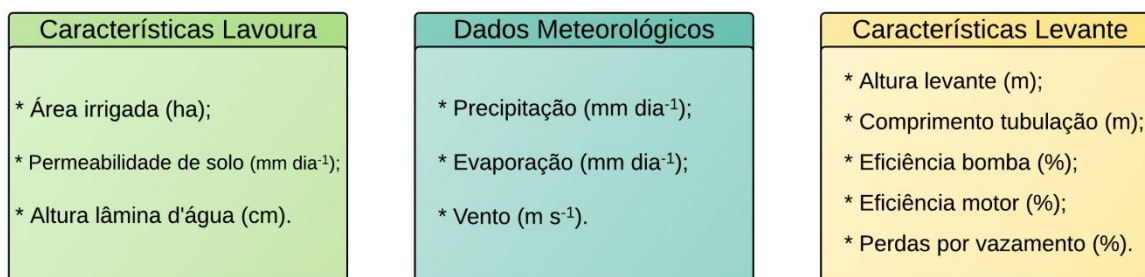 Características Lavoura
* Área irrigada (ha);
* Permeabilidade de solo (mm dia-1);
* Altura lâmina d'água (cm).
Dados Meteorológicos
* Precipitação (mm dia-1);
* Evaporação (mm dia-1);
* Vento (m s-1).
Características Levante
* Altura levante (m);
* Comprimento tubulação (m);
* Eficiência bomba (%);
* Eficiência motor (%);
* Perdas por vazamento (%).